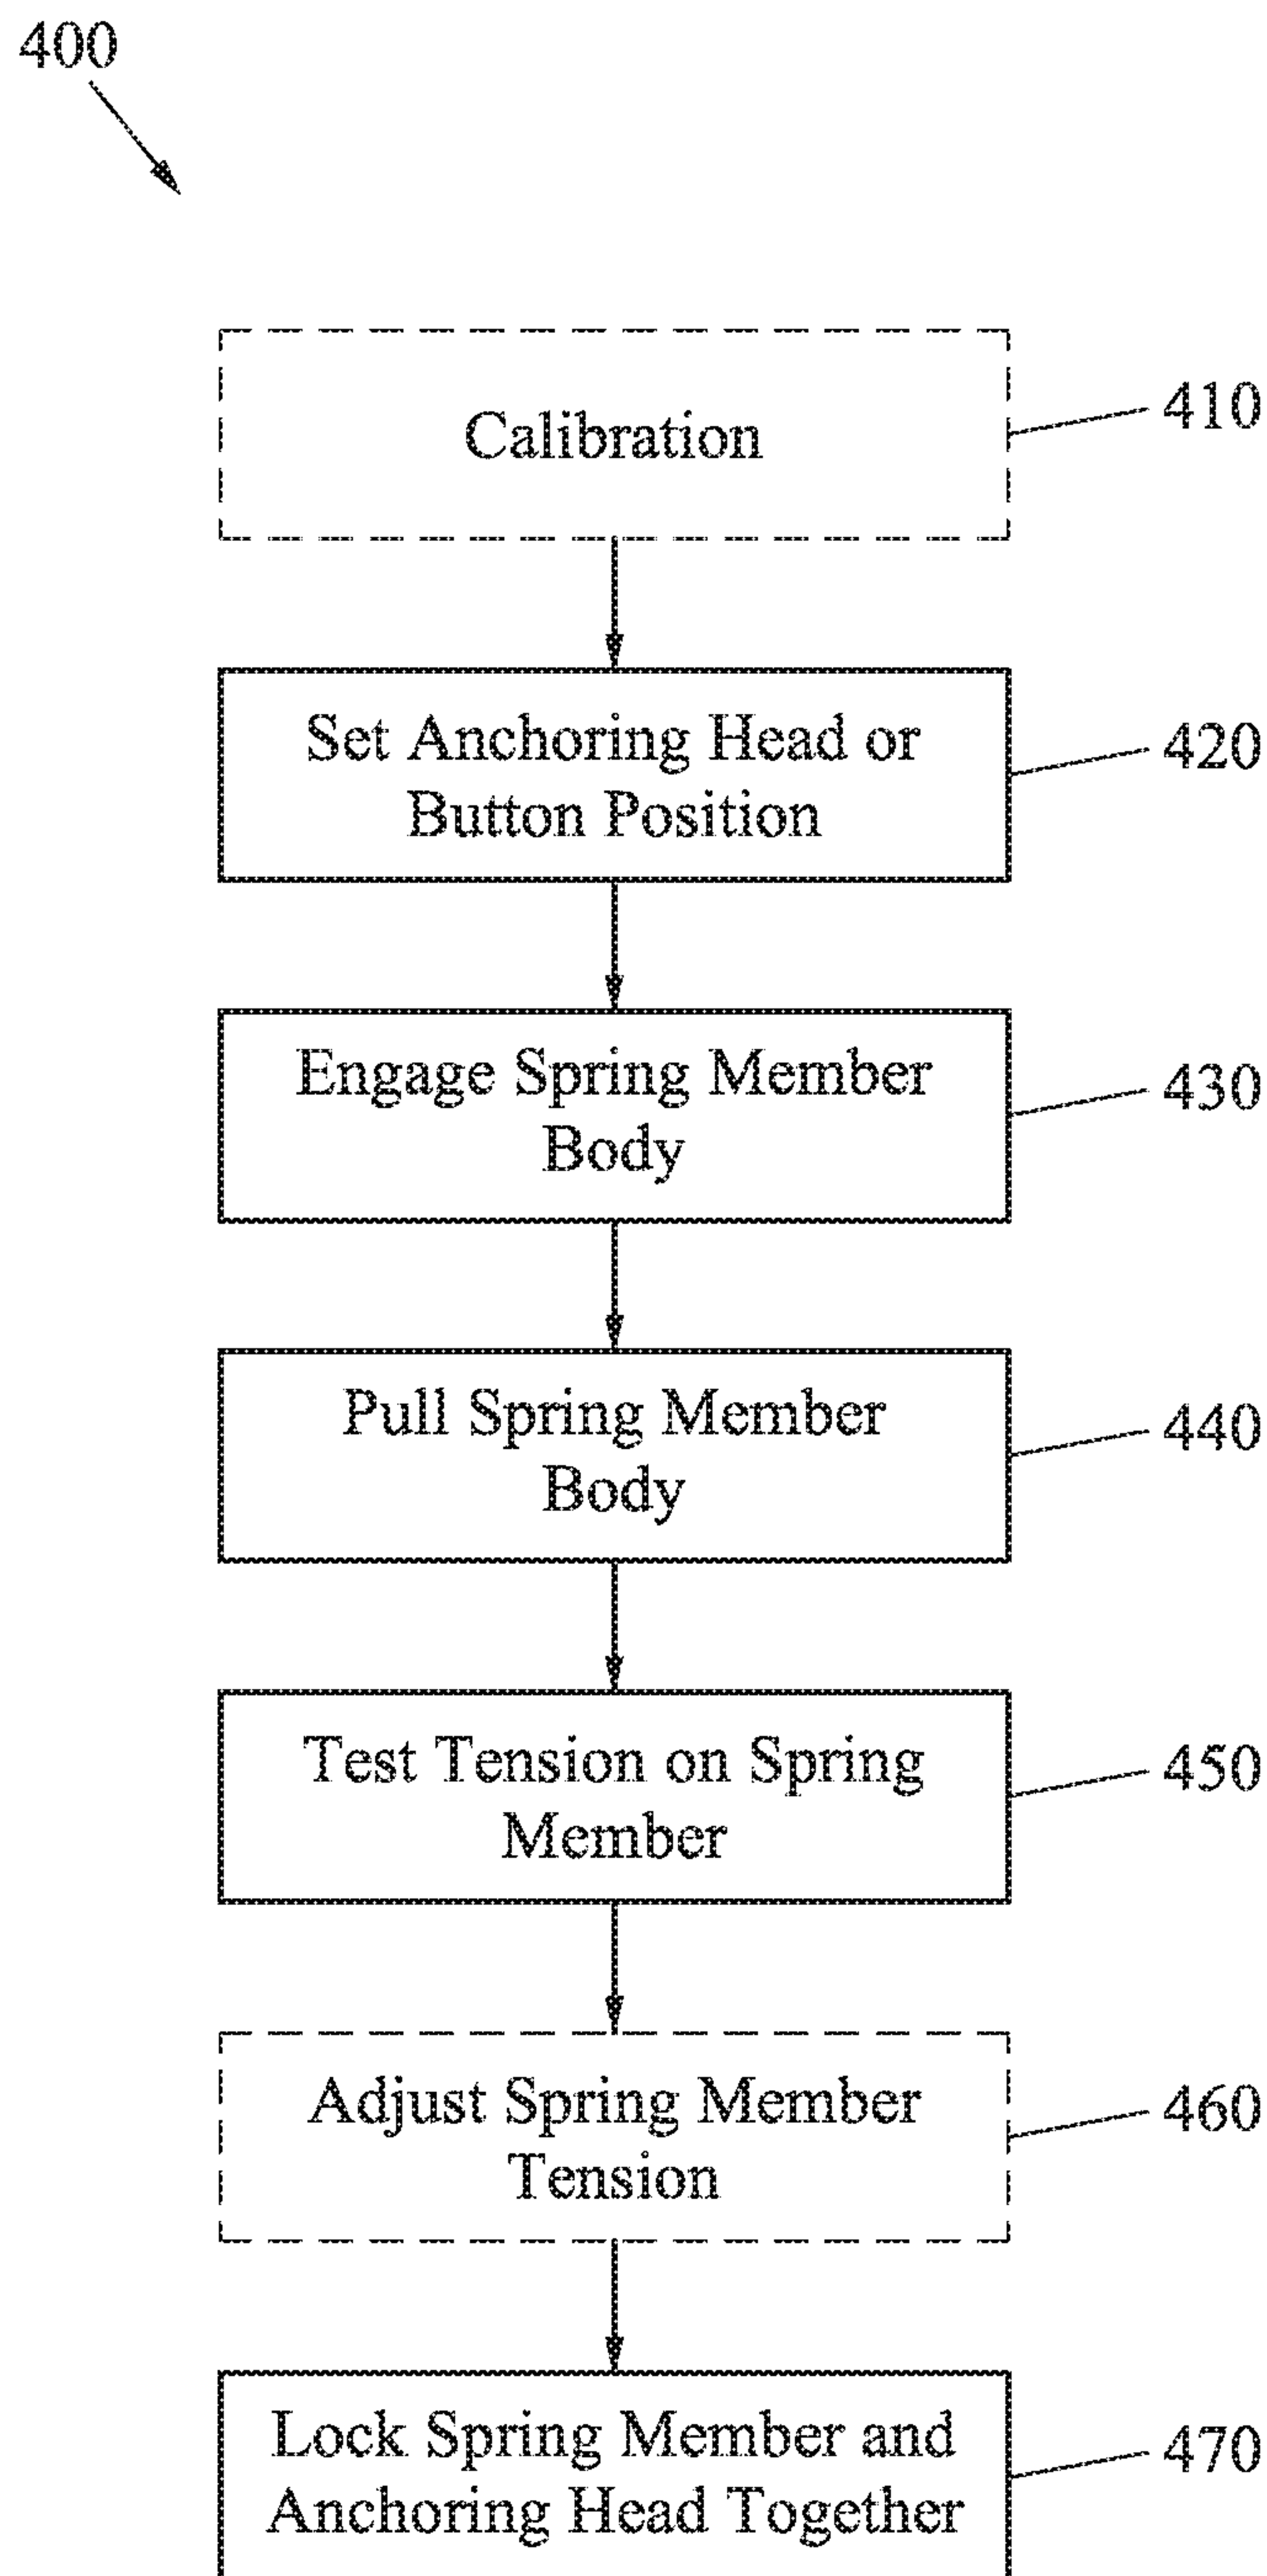 400
Calibration
410
Set Anchoring Head or
Button Position
420
Engage Spring Member
Body
430
Pull Spring Member
Body
440
Test Tension on Spring
Member
450
Adjust Spring Member
Tension
460
Lock Spring Member and
Anchoring Head Together
470